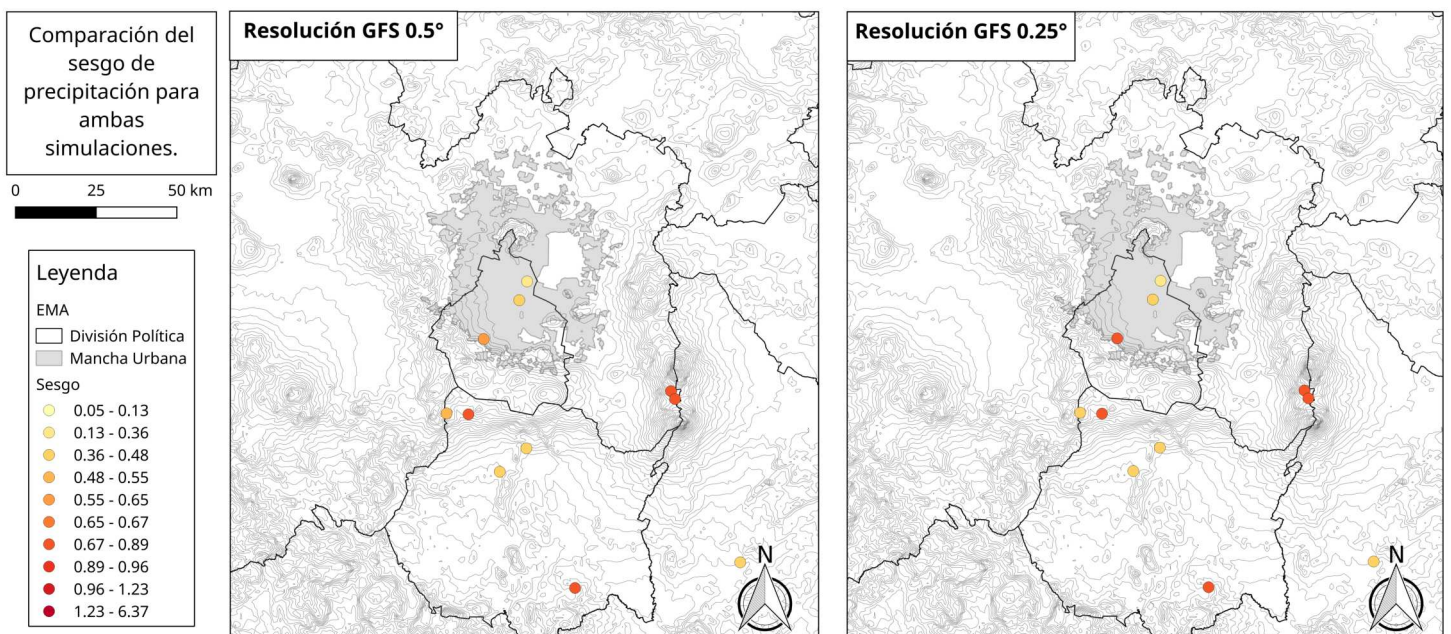 Comparación del
sesgo de
precipitación para
ambas
simulaciones.
0 25 50 km
Leyenda
EMA
División Política
Mancha Urbana
Sesgo
0.05 - 0.13
0.13 - 0.36
0.36 - 0.48
0.48 - 0.55
0.55 - 0.65
0.65 - 0.67
0.67 - 0.89
0.89 - 0.96
0.96 - 1.23
1.23 - 6.37
Resolución GFS 0.5°
N
Resolución GFS 0.25°
N